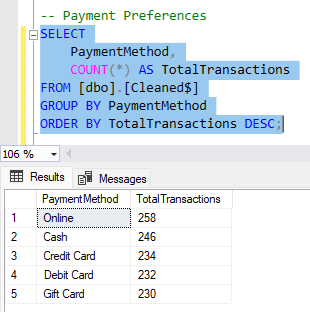 -- Payment Preferences
SELECT
PaymentMethod,
COUNT(*) AS TotalTransactions
FROM [dbo].[Cleaned$]
GROUP BY PaymentMethod
ORDER BY TotalTransactions DESC;
106 %
Results Messages
PaymentMethod TotalTransactions
1 Online 258
2 Cash 246
3 Credit Card 234
4 Debit Card 232
5 Gift Card 230